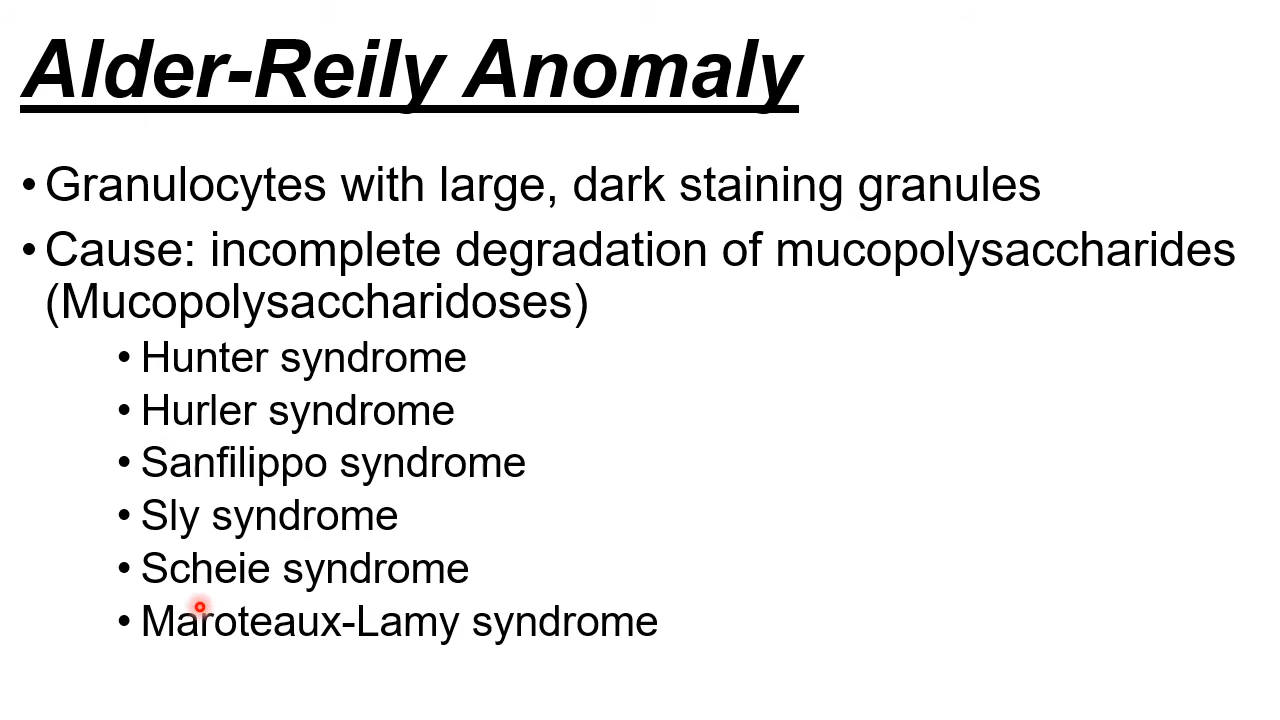 Alder-Reily Anomaly
• Granulocytes with large, dark staining granules
• Cause: incomplete degradation of mucopolysaccharides
(Mucopolysaccharidoses)
• Hunter syndrome
• Hurler syndrome
• Sanfilippo syndrome
• Sly syndrome
• Scheie syndrome
• Maroteaux-Lamy syndrome